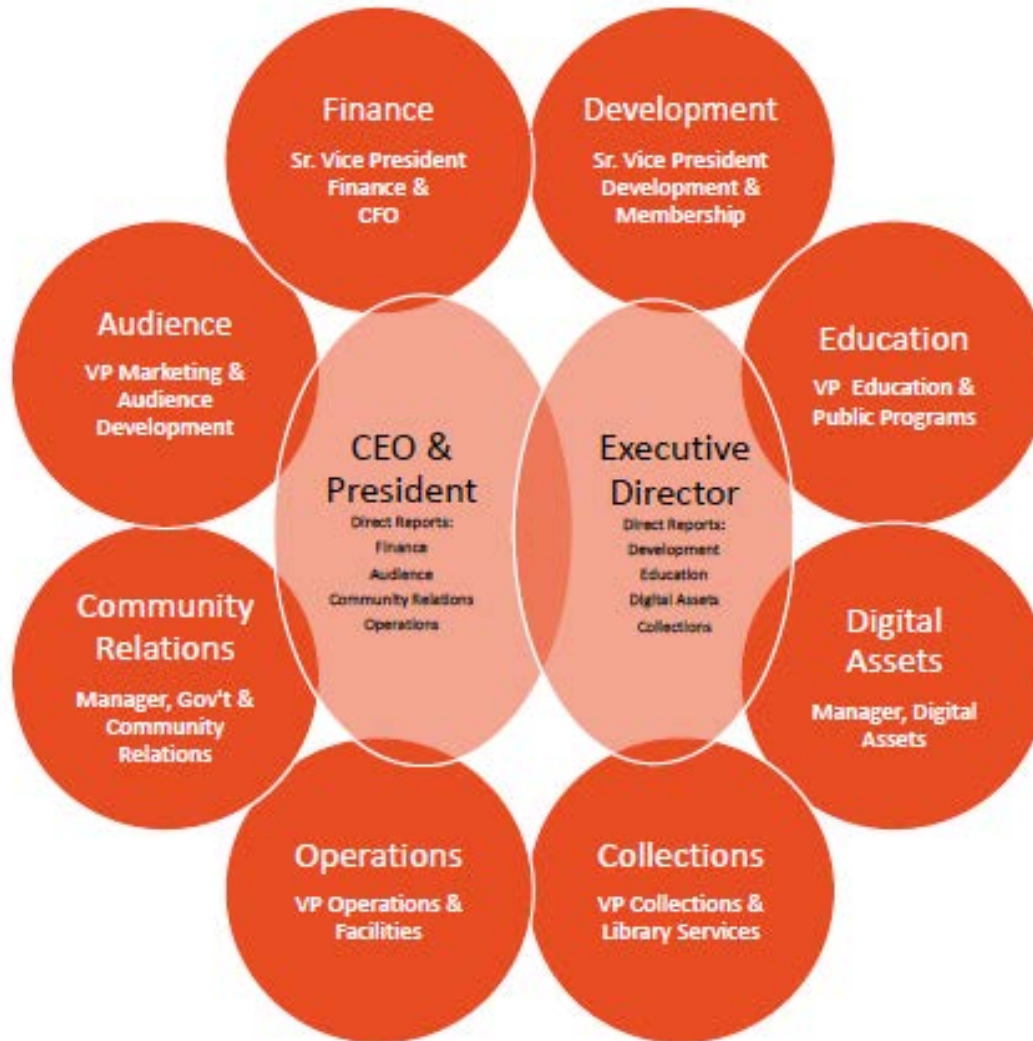 Finance
Sr. Vice President
Finance &
CFO
Development
Sr. Vice President
Development &
Membership
Audience
VP Marketing &
Audience
Development
Education
VP Education &
Public Programs
CEO &
President
Direct Reports:
Finance
Audience
Community Relations
Operations
Executive
Director
Direct Reports:
Development
Education
Digital Assets
Collections
Community
Relations
Manager, Gov't &
Community
Relations
Digital
Assets
Manager, Digital
Assets
Operations
VP Operations &
Facilities
Collections
VP Collections &
Library Services